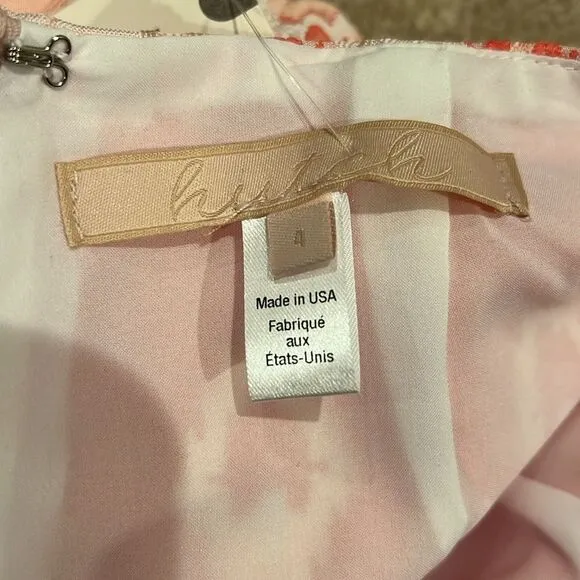 hutch
4
Made in USA
Fabriqué
aux
États-Unis